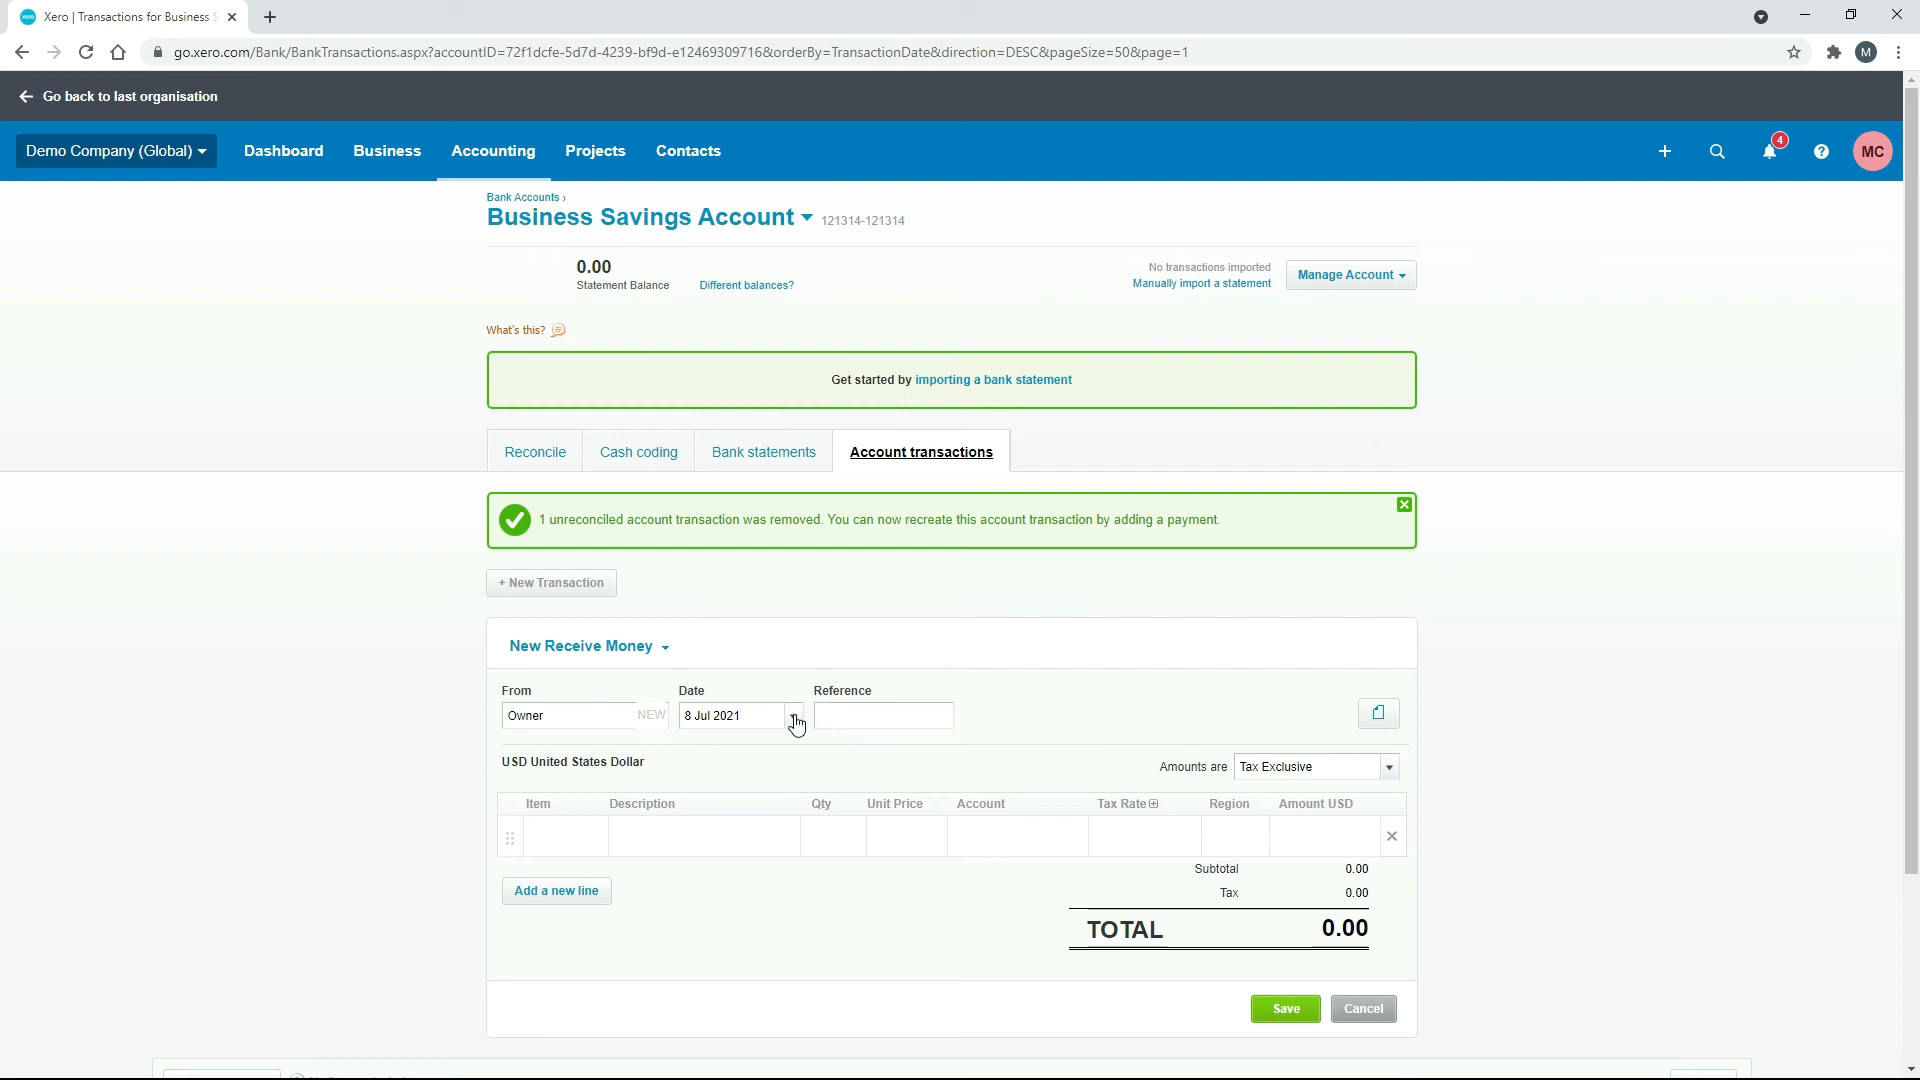 Xero | Transactions for Business S
go.xero.com/Bank/BankTransactions.aspx?accountID=72f1dcfe-5d7d-4239-bf9d-e12469309716&orderBy=TransactionDate&direction=DESC&pageSize=50&page=1
M
Go back to last organisation
Demo Company (Global) Dashboard Business Accounting Projects Contacts 4 MC
Bank Accounts ›
Business Savings Account 121314-121314
0.00
Statement Balance Different balances?
No transactions imported
Manually import a statement
Manage Account
What's this?
Get started by importing a bank statement
Reconcile Cash coding Bank statements Account transactions
1 unreconciled account transaction was removed. You can now recreate this account transaction by adding a payment.
+ New Transaction
New Receive Money
From Date Reference
Owner NEW 8 Jul 2021
USD United States Dollar Amounts are Tax Exclusive
Item Description Qty Unit Price Account Tax Rate Region Amount USD
Subtotal 0.00
Add a new line
Tax 0.00
TOTAL 0.00
Save Cancel